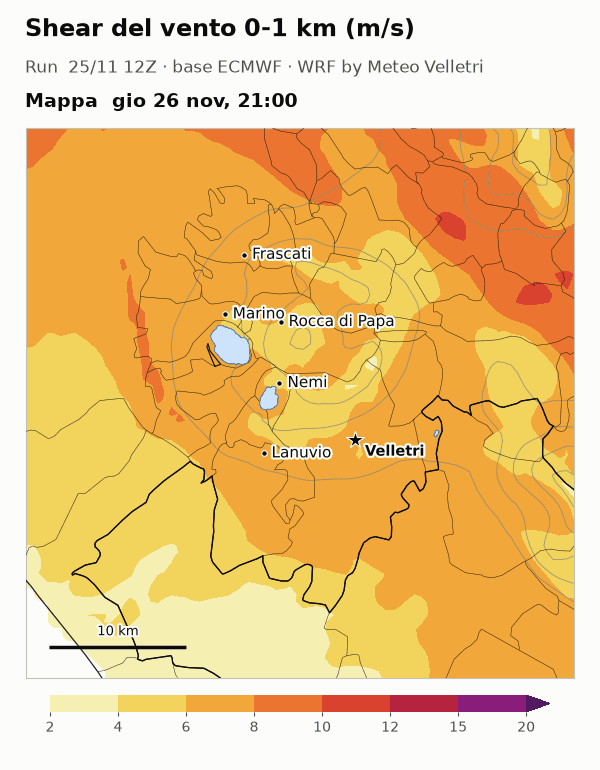 Shear del vento 0-1 km (m/s)
Run 25/11 12Z · base ECMWF · WRF by Meteo Velletri
Mappa gio 26 nov, 21:00
Frascati
Marino
Rocca di Papa
Nemi
Velletri
Lanuvio
10 km
2 4 6 8 10 12 15 20